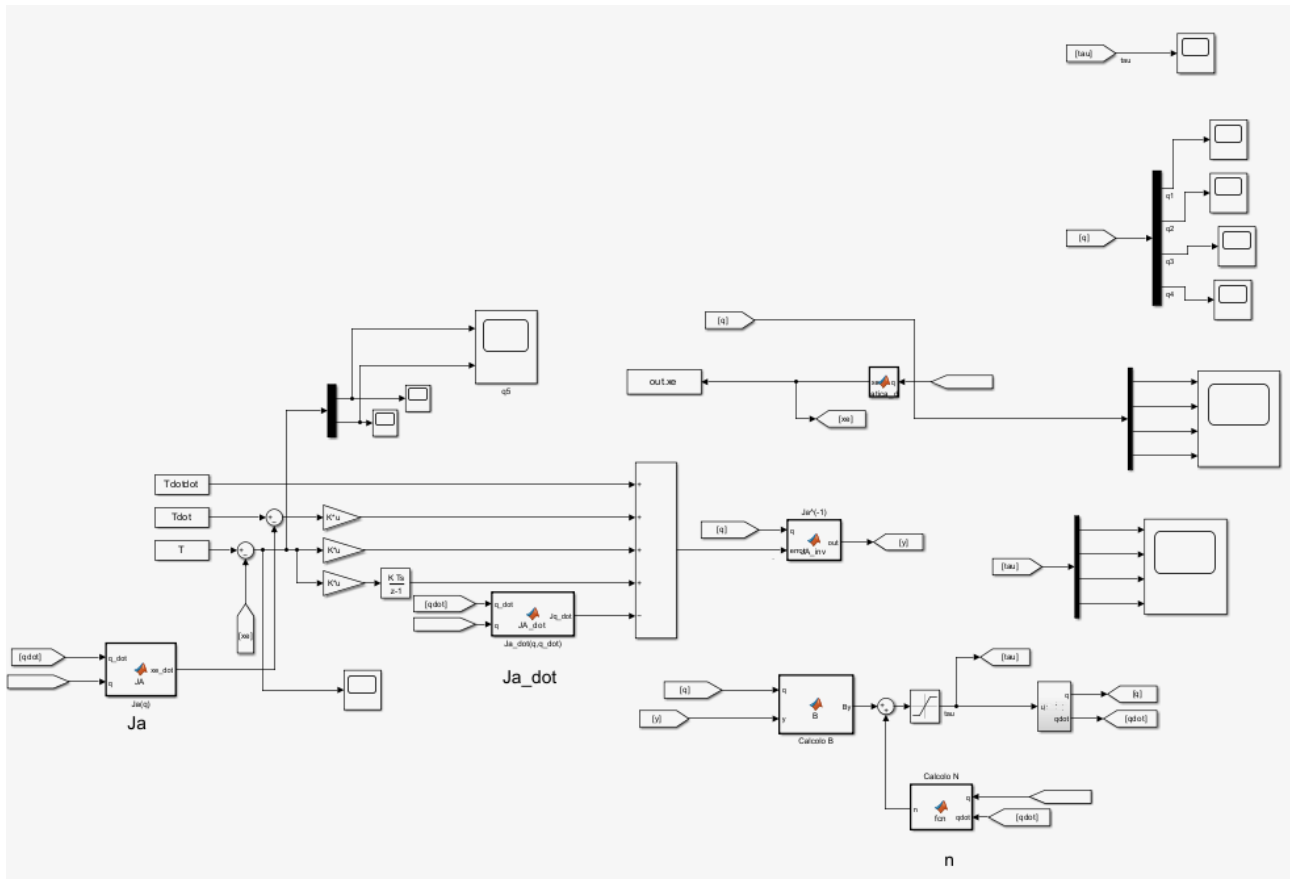 [tau]
tau
q1
q2
[q]
q3
q4
[q]
q5
out.xe
xe
q
[xe]
Tdotdot
Tdot
+
-
K*u
+
+
T
+
-
K*u
+
K*u
K Ts
z-1
+
-
[xe]
[qdot]
q_dot
q
JA_dot
Jq_dot
Ja_dot(q,q_dot)
Ja_dot
Ja^(-1)
[q]
q
JA_inv
out
[y]
[tau]
[qdot]
q_dot
q
JA
xe_dot
Ja(q)
Ja
[q]
[y]
q
y
B
By
Calcolo B
+
+
tau
[tau]
u
q
qdot
[q]
[qdot]
Calcolo N
n
fcn
q
qdot
[qdot]
n